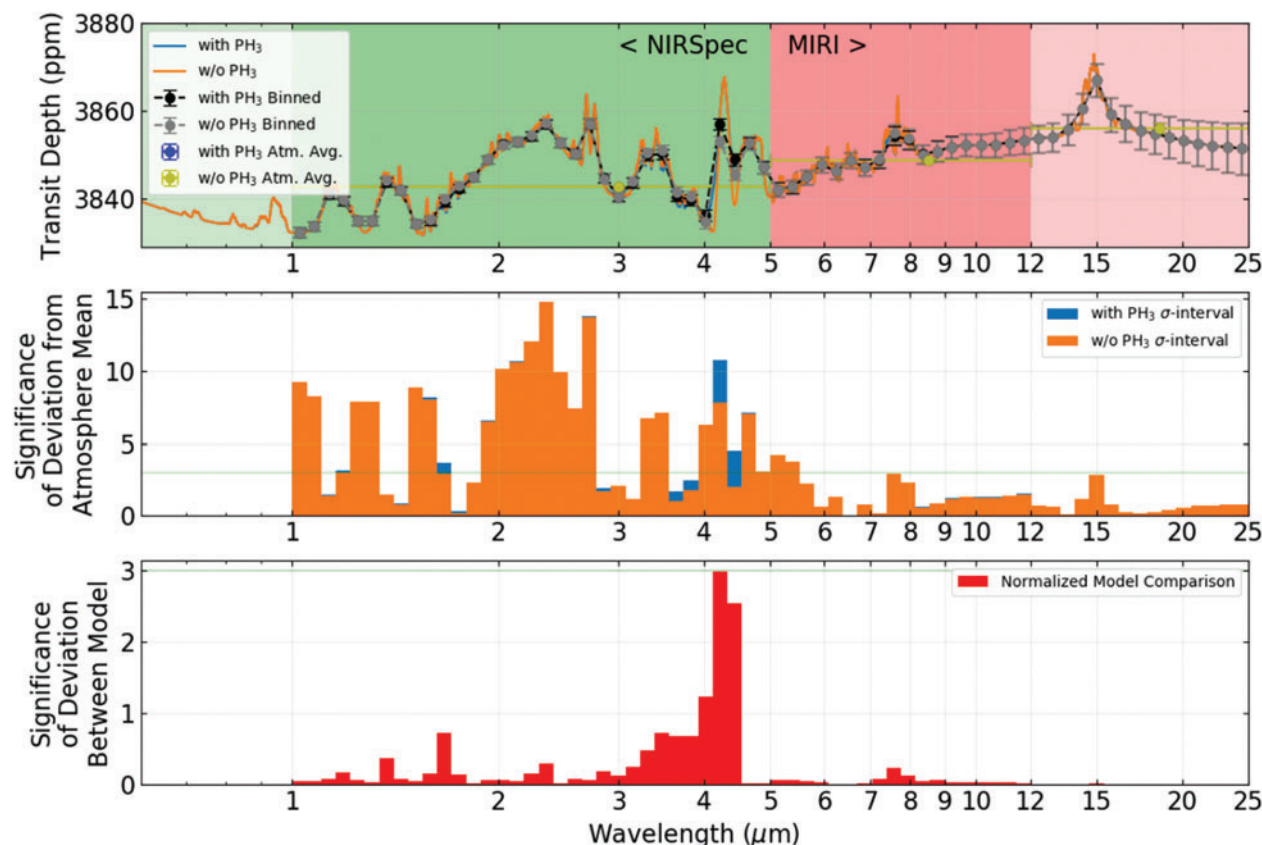 3880
3860
3840
Transit Depth (ppm)
with PH₃
w/o PH₃
with PH₃ Binned
w/o PH₃ Binned
with PH₃ Atm. Avg.
w/o PH₃ Atm. Avg.
< NIRSpec MIRI >
1 2 3 4 5 6 7 8 9 10 12 15 20 25
15
10
5
0
Significance
of Deviation from
Atmosphere Mean
with PH₃ σ-interval
w/o PH₃ σ-interval
1 2 3 4 5 6 7 8 9 10 12 15 20 25
3
2
1
0
Significance
of Deviation
Between Model
Normalized Model Comparison
1 2 3 4 5 6 7 8 9 10 12 15 20 25
Wavelength (μm)